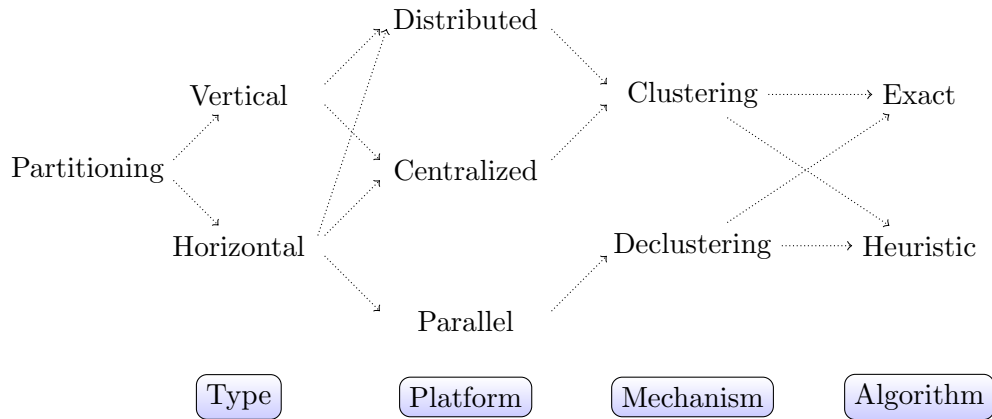 Distributed
Vertical
Clustering
Exact
Partitioning
Centralized
Horizontal
Declustering
Heuristic
Parallel
Type
Platform
Mechanism
Algorithm